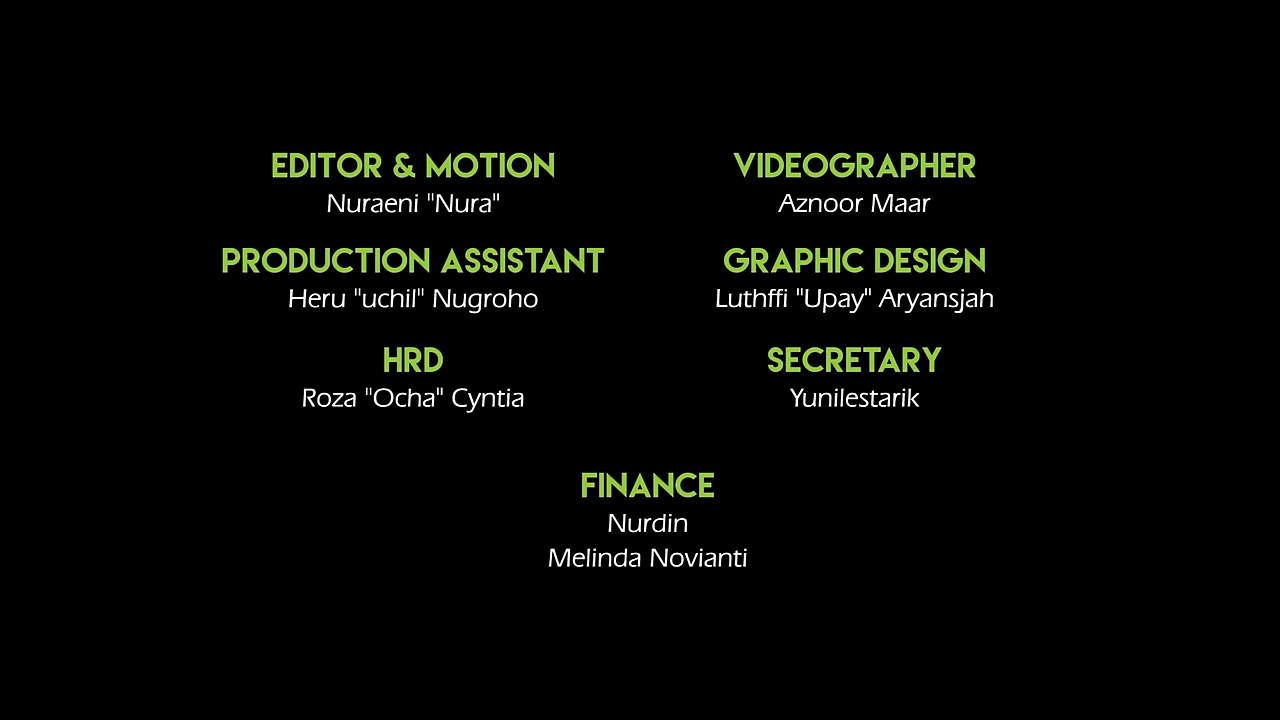 EDITOR & MOTION
Nuraeni "Nura"
VIDEOGRAPHER
Aznoor Maar
PRODUCTION ASSISTANT
Heru "uchil" Nugroho
GRAPHIC DESIGN
Luthffi "Upay" Aryansjah
HRD
Roza "Ocha" Cyntia
SECRETARY
Yunilestarik
FINANCE
Nurdin
Melinda Novianti